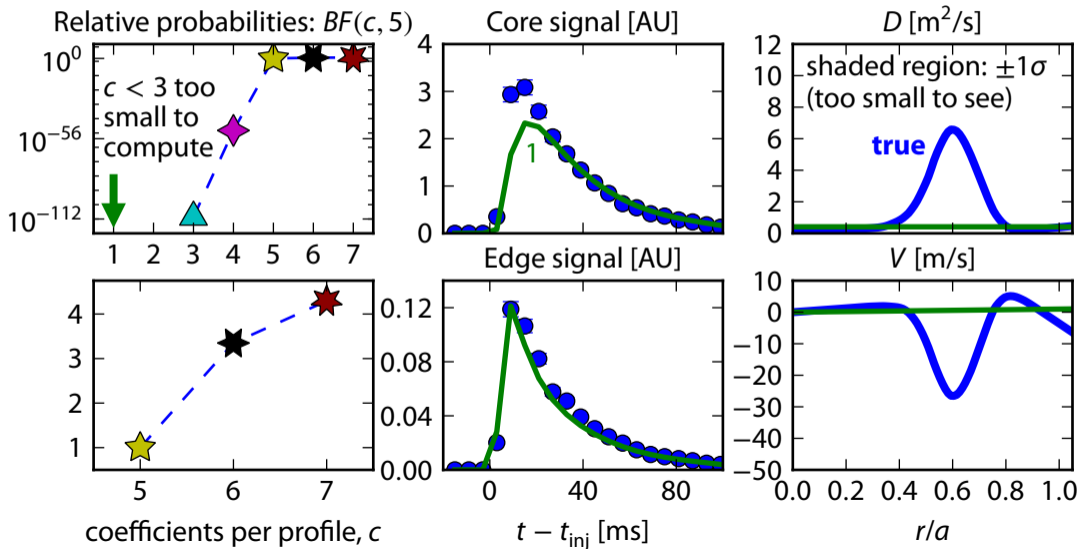 Relative probabilities: BF(c, 5)
10⁰
10⁻⁵⁶
10⁻¹¹²
c < 3 too
small to
compute
1 2 3 4 5 6 7
Core signal [AU]
4
3
2
1
0
1
D [m²/s]
12
10
8
6
4
2
0
shaded region: ±1σ
(too small to see)
true
4
3
2
1
5 6 7
coefficients per profile, c
Edge signal [AU]
0.12
0.08
0.04
0.00
0 40 80
t − t_inj [ms]
V [m/s]
10
0
−10
−20
−30
−40
−50
0.0 0.2 0.4 0.6 0.8 1.0
r/a